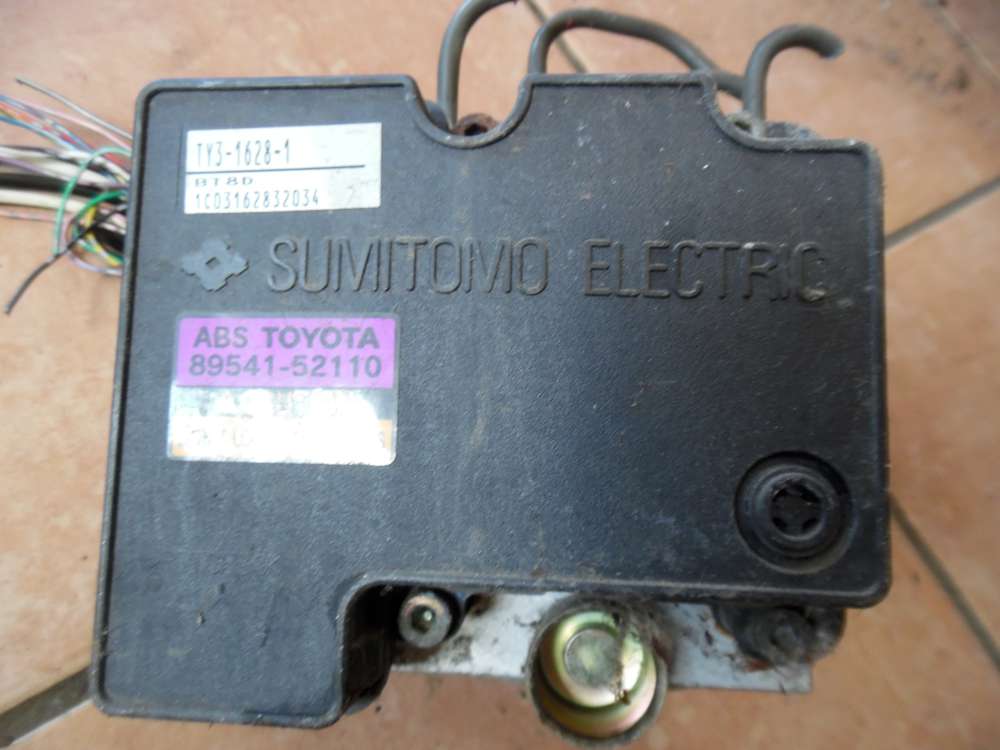 TY3-1628-1
BT8D
1C03162832034
SUMITOMO ELECTRIC
ABS TOYOTA
89541-52110